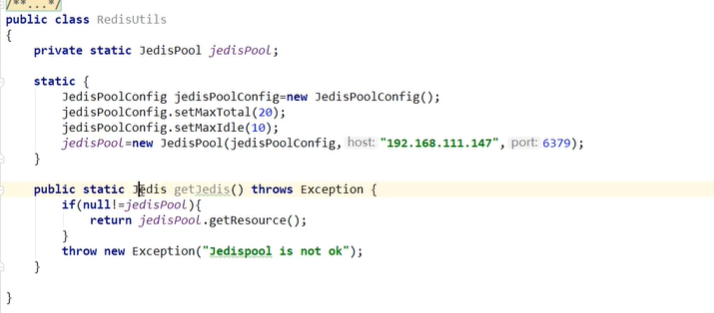 /**...*/
public class RedisUtils
{
private static JedisPool jedisPool;
static {
JedisPoolConfig jedisPoolConfig=new JedisPoolConfig();
jedisPoolConfig.setMaxTotal(20);
jedisPoolConfig.setMaxIdle(10);
jedisPool=new JedisPool(jedisPoolConfig, host: "192.168.111.147", port: 6379);
}
public static Jedis getJedis() throws Exception {
if(null!=jedisPool){
return jedisPool.getResource();
}
throw new Exception("Jedispool is not ok");
}
}